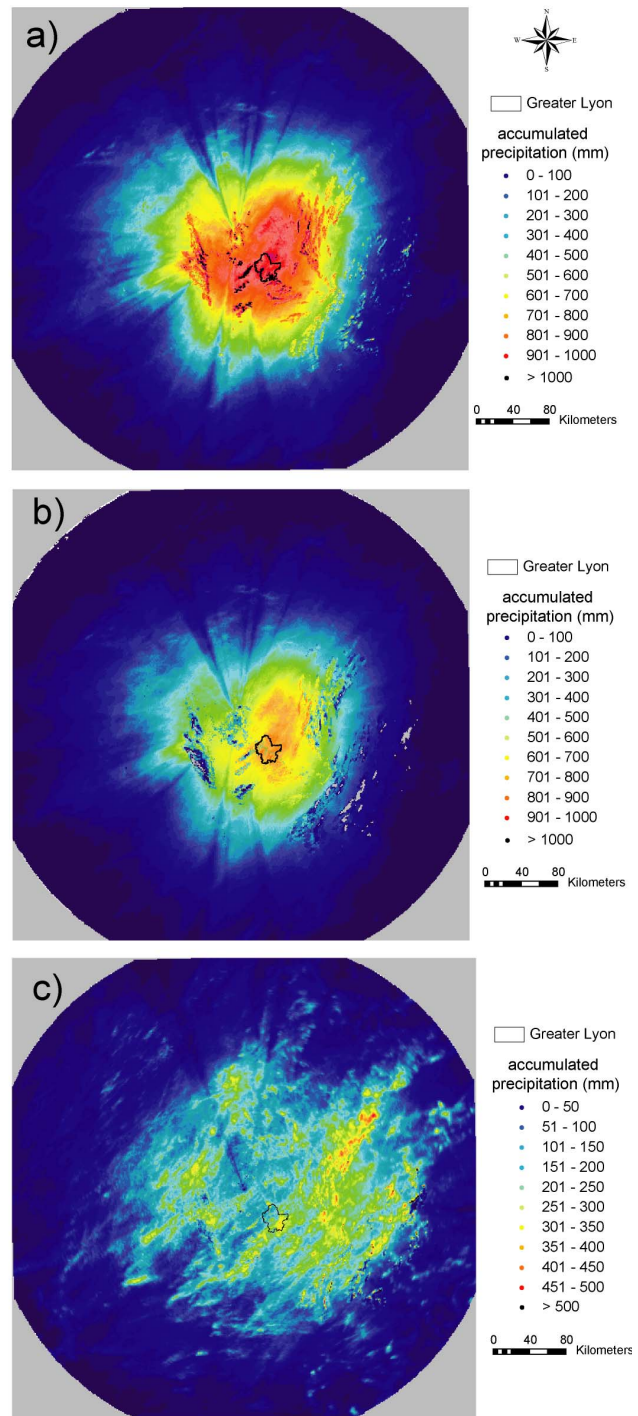 a)
N
W
E
S
Greater Lyon
accumulated
precipitation (mm)
0 - 100
101 - 200
201 - 300
301 - 400
401 - 500
501 - 600
601 - 700
701 - 800
801 - 900
901 - 1000
> 1000
0 40 80
Kilometers
b)
Greater Lyon
accumulated
precipitation (mm)
0 - 100
101 - 200
201 - 300
301 - 400
401 - 500
501 - 600
601 - 700
701 - 800
801 - 900
901 - 1000
> 1000
0 40 80
Kilometers
c)
Greater Lyon
accumulated
precipitation (mm)
0 - 50
51 - 100
101 - 150
151 - 200
201 - 250
251 - 300
301 - 350
351 - 400
401 - 450
451 - 500
> 500
0 40 80
Kilometers